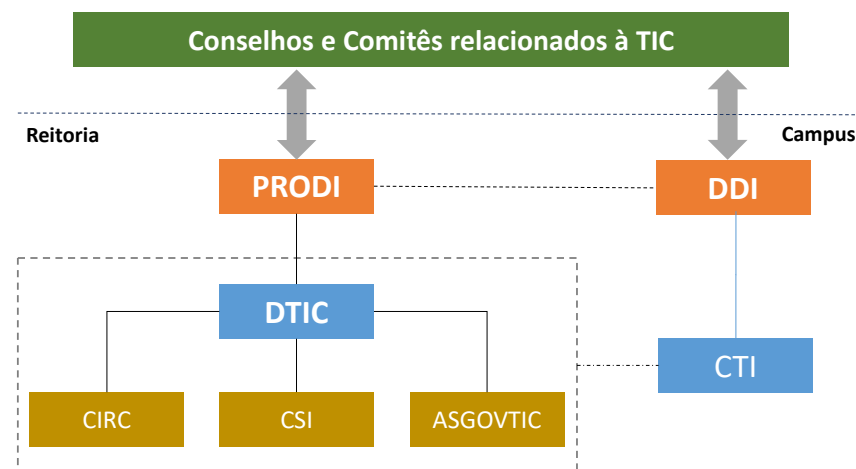 Conselhos e Comitês relacionados à TIC
Reitoria
Campus
PRODI
DDI
DTIC
CTI
CIRC
CSI
ASGOVTIC